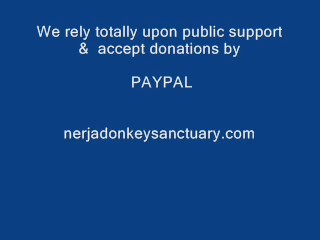 We rely totally upon public support
& accept donations by
PAYPAL
nerjadonkeysanctuary.com